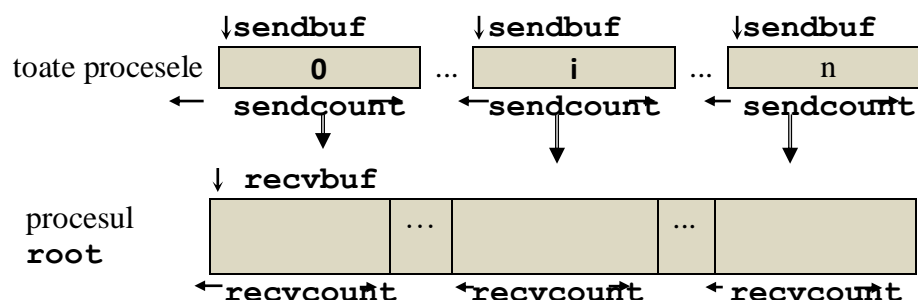 ↓sendbuf ↓sendbuf ↓sendbuf
toate procesele 0 ... i ... n
sendcount sendcount sendcount
↓ recvbuf
procesul ... ...
root
recvcount recvcount recvcount